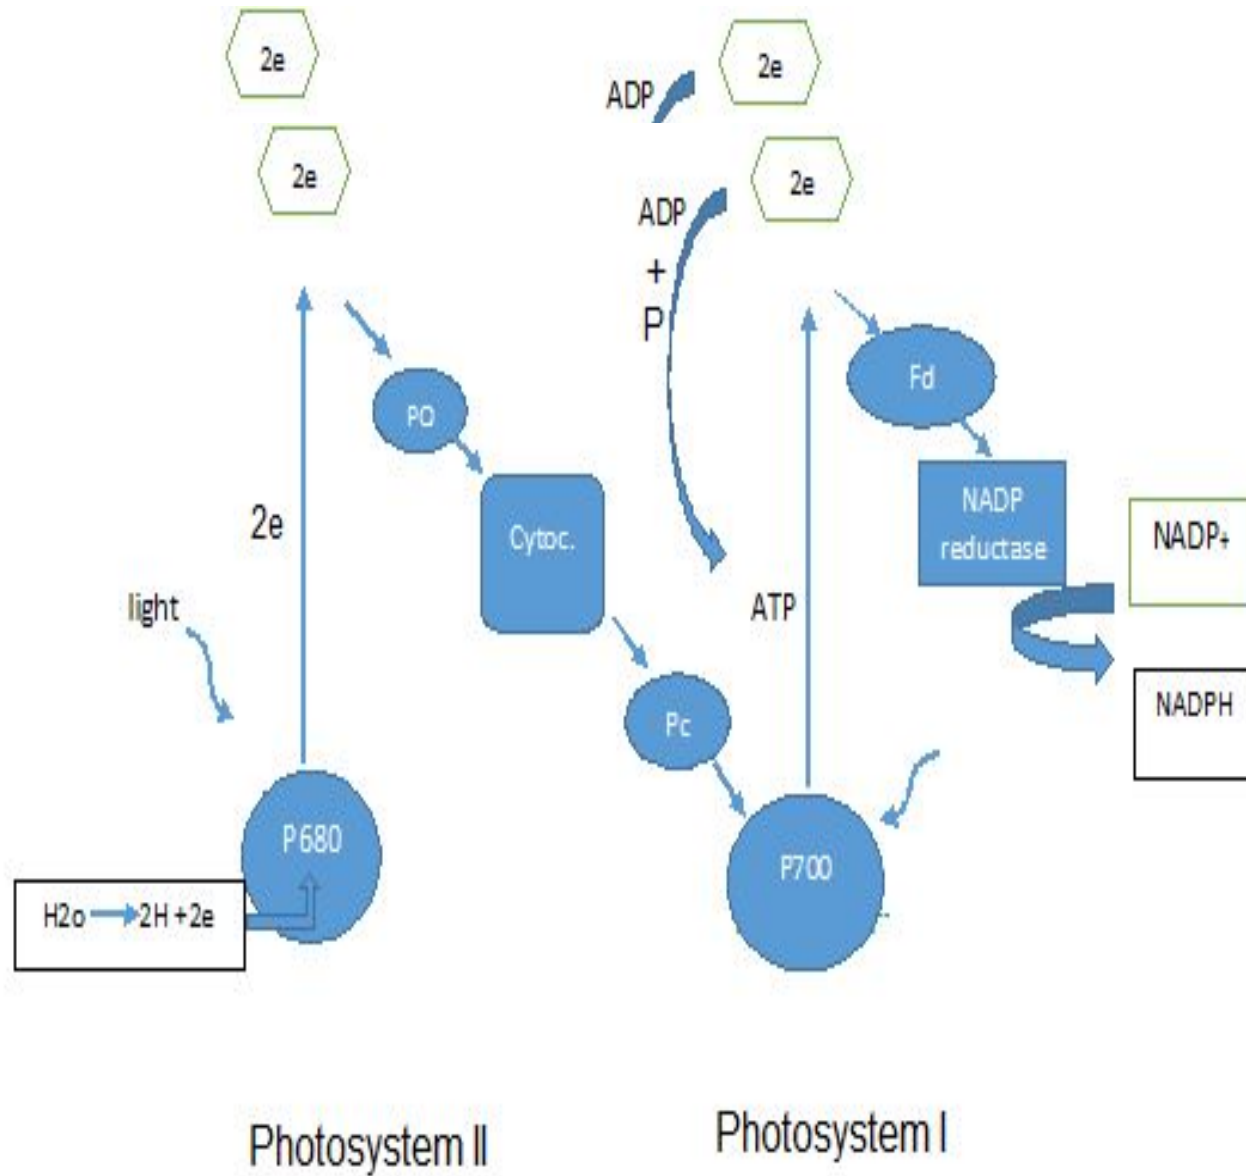 2e
2e
ADP
2e
2e
ADP
+
P
PQ
Fd
2e
Cytoc.
NADP
reductase
NADP+
light
ATP
Pc
NADPH
P680
P700
H2o 2H +2e
Photosystem II
Photosystem I